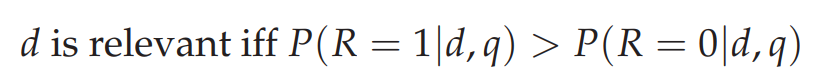 d is relevant iff P(R = 1|d, q) > P(R = 0|d, q)